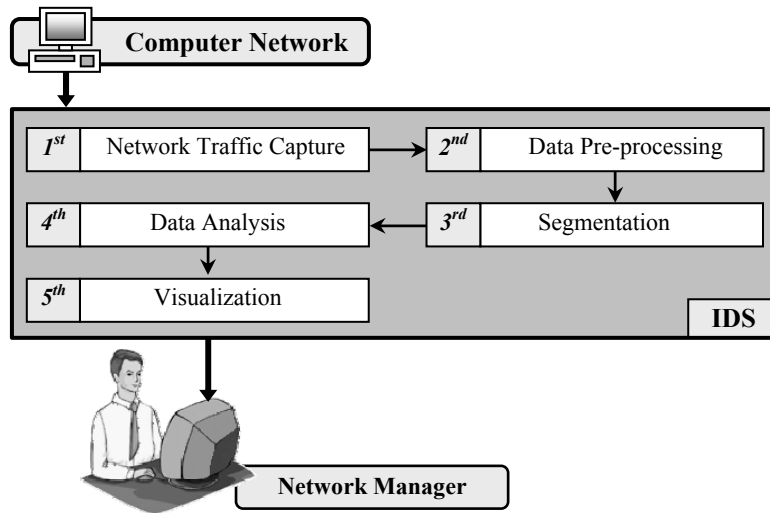 Computer Network
1st Network Traffic Capture
2nd Data Pre-processing
3rd Segmentation
4th Data Analysis
5th Visualization
IDS
Network Manager